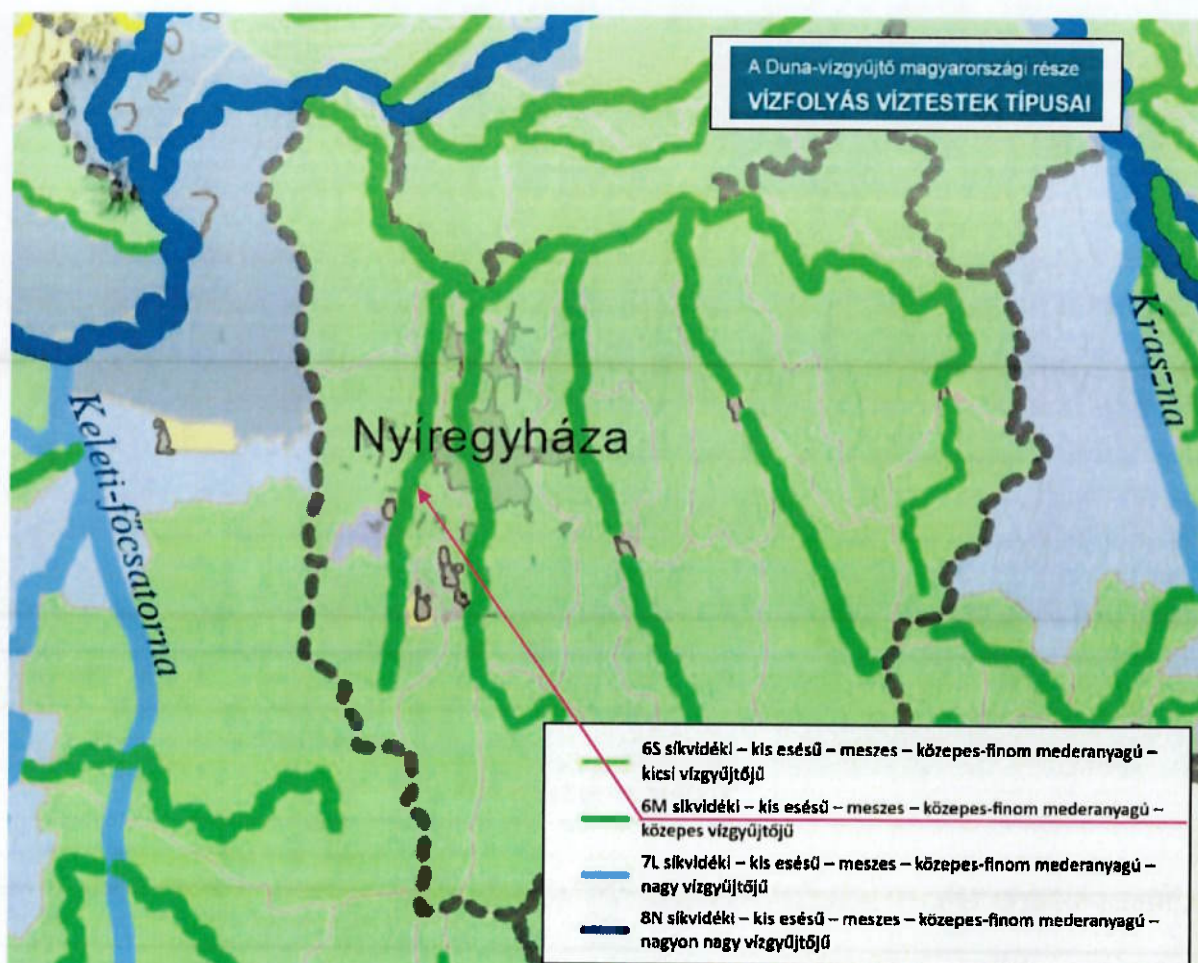 A Duna-vízgyűjtő magyarországi része
VÍZFOLYÁS VÍZTESTEK TÍPUSAI
Kraszna
Keleti-főcsatorna
Nyíregyháza
6S síkvidéki – kis esésű – meszes – közepes-finom mederanyagú –
kicsi vízgyűjtőjű
6M síkvidéki – kis esésű – meszes – közepes-finom mederanyagú –
közepes vízgyűjtőjű
7L síkvidéki – kis esésű – meszes – közepes-finom mederanyagú –
nagy vízgyűjtőjű
8N síkvidéki – kis esésű – meszes – közepes-finom mederanyagú –
nagyon nagy vízgyűjtőjű